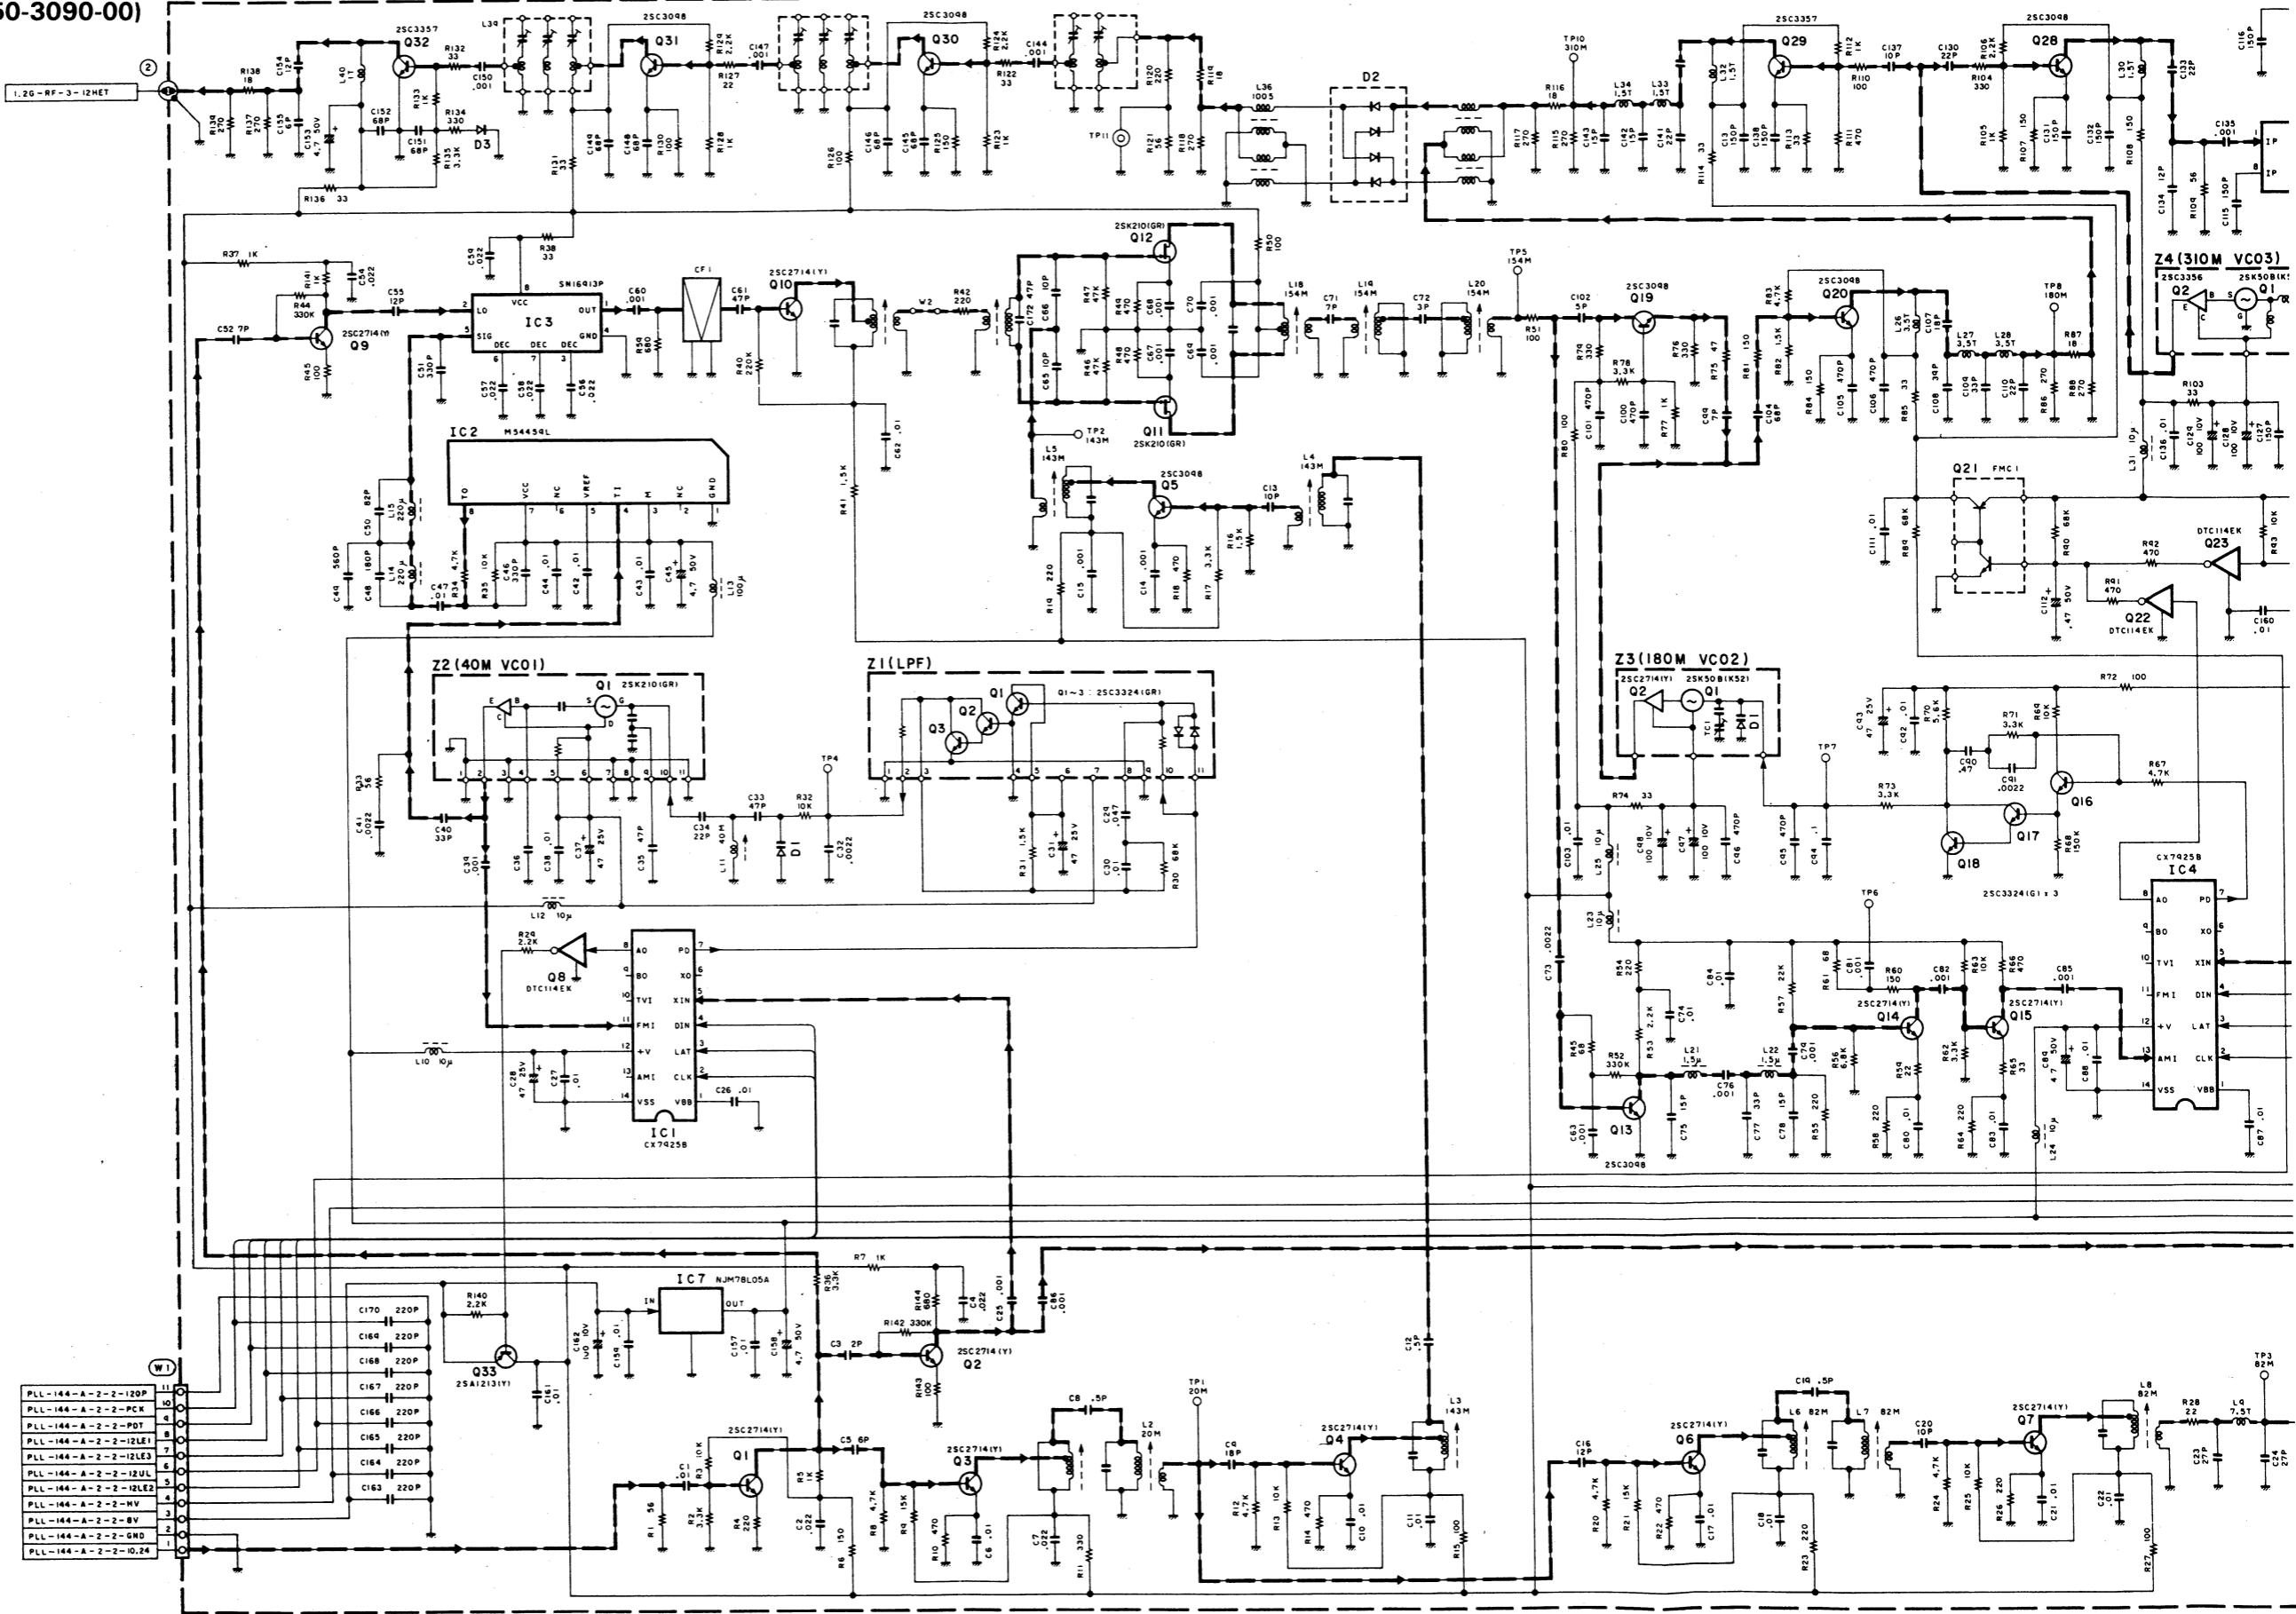 50-3090-00)
1.2G-RF-3-12HET
2
R138
18
R139
270
R137
270
C155
6P
C154
12P
C153
4.7 50V
L40
1T
2SC3357
Q32
R132
33
C150
.001
C152
68P
R133
1K
C151
68P
R134
330
R135
3.3K
D3
R136 33
L39
R131
33
2SC3098
Q31
C149
68P
C148
68P
R130
100
R129
2.2K
R127
22
R128
1K
C147
.001
R126
100
2SC3098
Q30
C146
68P
C145
68P
R125
150
R124
2.2K
R122
33
R123
1K
C144
.001
R120
220
R119
18
R121
56
R118
270
TP11
L36
100S
D2
TP10
310M
R116
18
R117
270
R115
270
C143
15P
L34
1.5T
L33
1.5T
C142
15P
C141
22P
L32
1.5T
R114 33
C13
150P
C138
150P
2SC3357
Q29
R113
33
R112
1K
R110
100
R111
470
C137
10P
C130
22P
R106
2.2K
R104
330
R105
1K
2SC3098
Q28
R107 150
C131
150P
C132
150P
L30
1.5T
R108 150
C133
22P
C134 12P
R109 56
C135
.001
C115 150P
C116
150P
IP
IP
R37 1K
R141
1K
C54
.022
R44
330K
C52 7P
2SC2714(Y)
Q9
R45
100
C55
12P
C59
.022
R38
33
SN16913P
IC3
VCC
LO
OUT
SIG
GND
DEC
DEC
DEC
C51
330P
C57
.022
C58
.022
C56
.022
C60
.001
R39
680
CF1
C61
47P
2SC2714(Y)
Q10
R40
220K
W2
R42
220
C62 .01
R41 1.5K
C172 47P
C66 10P
C65 10P
R47
47K
R46
47K
R49
470
R48
470
C68
.001
C67
.001
C70
.001
C69
.001
2SK210(GR)
Q12
Q11
2SK210(GR)
R50
100
L18
154M
C71
7P
L19
154M
C72
3P
L20
154M
TP5
154M
R51
100
C102
5P
R79
330
R78
3.3K
2SC3098
Q19
R76
330
R75 47
R80 100
C101 470P
C100
470P
R77 1K
C99
7P
R81 150
C104
68P
R83
4.7K
R82 1.5K
2SC3098
Q20
R84 150
C105 470P
C106 470P
R85 33
L26
3.5T
C107
18P
L27
3.5T
L28
3.5T
C108 39P
C109
33P
C110
22P
R86 270
TP8
180M
R87
18
R88
270
Z4(310M VCO3)
2SC3356
2SK508(K5
Q2
Q1
R103
33
L31 10μ
C136 .01
C129
100 10V
C128
100 10V
C127
150P
IC2
M54459L
TO
VCC
NC
VREF
TI
M
NC
GND
C50 82P
L15
220μ
C49 560P
C48 180P
L14
220μ
C47
.01
R34 4.7K
R35 10K
C46
330P
C44 .01
C42 .01
C43 .01
C45
4.7 50V
L13
100μ
TP2
143M
L5
143M
2SC3098
Q5
R19 220
C15 .001
C14 .001
R18 470
R17 3.3K
R16
1.5K
C13
10P
L4
143M
Q21 FMC1
C111 .01
R89 68K
R90 68K
C112
.47 50V
R92
470
DTC114EK
Q23
R93 10K
R91
470
Q22
DTC114EK
C160
.01
Z2(40M VCO1)
Q1 2SK210(GR)
R33
56
C41
.0022
C40
33P
C39
.001
C36
C38 .01
C37
47 25V
C35 47P
C34
22P
L11 40M
C33
47P
D1
R32
10K
TP4
C32
.0022
L12 10μ
Z1(LPF)
Q1 Q1~3 : 2SC3324(GR)
Q2
Q3
R31 1.5K
C31
47 25V
C29
.047
C30
.01
R30 68K
Z3(180M VCO2)
2SC2714(Y) 2SK508(K52)
Q2
Q1
TC1
D1
R74 33
C103 .01
L25 10μ
C98
100 10V
C97
100 10V
C96 470P
C95 470P
C94 .1
TP7
R73
3.3K
C93
47 25V
C92 .01
R70
5.6K
C90
.47
R71
3.3K
C91
.0022
R69
10K
R72 100
R67
4.7K
Q16
Q17
Q18
R68
150K
2SC3324(G) x 3
CX7925B
IC4
AO
BO
TVI
FMI
+V
AMI
VSS
PD
XO
XIN
DIN
LAT
CLK
VBB
R29
2.2K
Q8
DTC114EK
L10 10μ
C28
47 25V
C27
.01
AO
BO
TVI
FMI
+V
AMI
VSS
PD
XO
XIN
DIN
LAT
CLK
VBB
IC1
CX7925B
C26 .01
C73 .0022
L23
10μ
R54
220
C74
.01
R53 2.2K
R45
68
R52
330K
C63
.001
Q13
2SC3098
L21
1.5μ
C75 15P
C76
.001
C77 33P
L22
1.5μ
C78 15P
R55 220
C84
.01
R57 22K
C79
.001
R56
6.8K
R61 68
C81
.001
TP6
R60
150
2SC2714(Y)
Q14
R59
22
R58 220
C80 .01
C82
.001
R63
10K
R62
3.3K
R66
470
2SC2714(Y)
Q15
R65
33
R64 220
C83 .01
C85
.001
L24 10μ
C89
4.7 50V
C88 .01
C87 .01
R7 1K
R36
3.3K
IC7 NJM78L05A
IN
OUT
R140
2.2K
C170 220P
C169 220P
C168 220P
C167 220P
C166 220P
C165 220P
C164 220P
C163 220P
Q33
2SA1213(Y)
C161
.01
C162
100 10V
C159 .01
C157
.01
C158
4.7 50V
C3 2P
R142 330K
R144
680
C4
.022
C25 .001
C86
.001
2SC2714(Y)
Q2
R143
100
W1
PLL-144-A-2-2-120P
PLL-144-A-2-2-PCK
PLL-144-A-2-2-PDT
PLL-144-A-2-2-12LE1
PLL-144-A-2-2-12LE3
PLL-144-A-2-2-12UL
PLL-144-A-2-2-12LE2
PLL-144-A-2-2-MV
PLL-144-A-2-2-8V
PLL-144-A-2-2-GND
PLL-144-A-2-2-10.24
11
10
9
8
7
6
5
4
3
2
1
R1 56
C1
.01
R2
3.3K
R3 10K
2SC2714(Y)
Q1
R4
220
R5
1K
C2
.022
R6 150
C5 6P
R8 4.7K
R9 15K
2SC2714(Y)
Q3
R10 470
C6 .01
C7
.022
R11 330
C8 .5P
L2
20M
TP1
20M
C9
18P
R12
4.7K
R13 10K
2SC2714(Y)
Q4
R14 470
C10 .01
C11
.01
C12
.5P
L3
143M
R15 100
C16
12P
R20 4.7K
R21 15K
2SC2714(Y)
Q6
R22 470
C17 .01
C18
.01
R23 220
C19 .5P
L6 82M
L7 82M
C20
10P
R24 4.7K
R25 10K
2SC2714(Y)
Q7
R26 220
C21 .01
C22
.01
L8
82M
R27 100
R28
22
L9
7.5T
C23
27P
TP3
82M
C24
27P